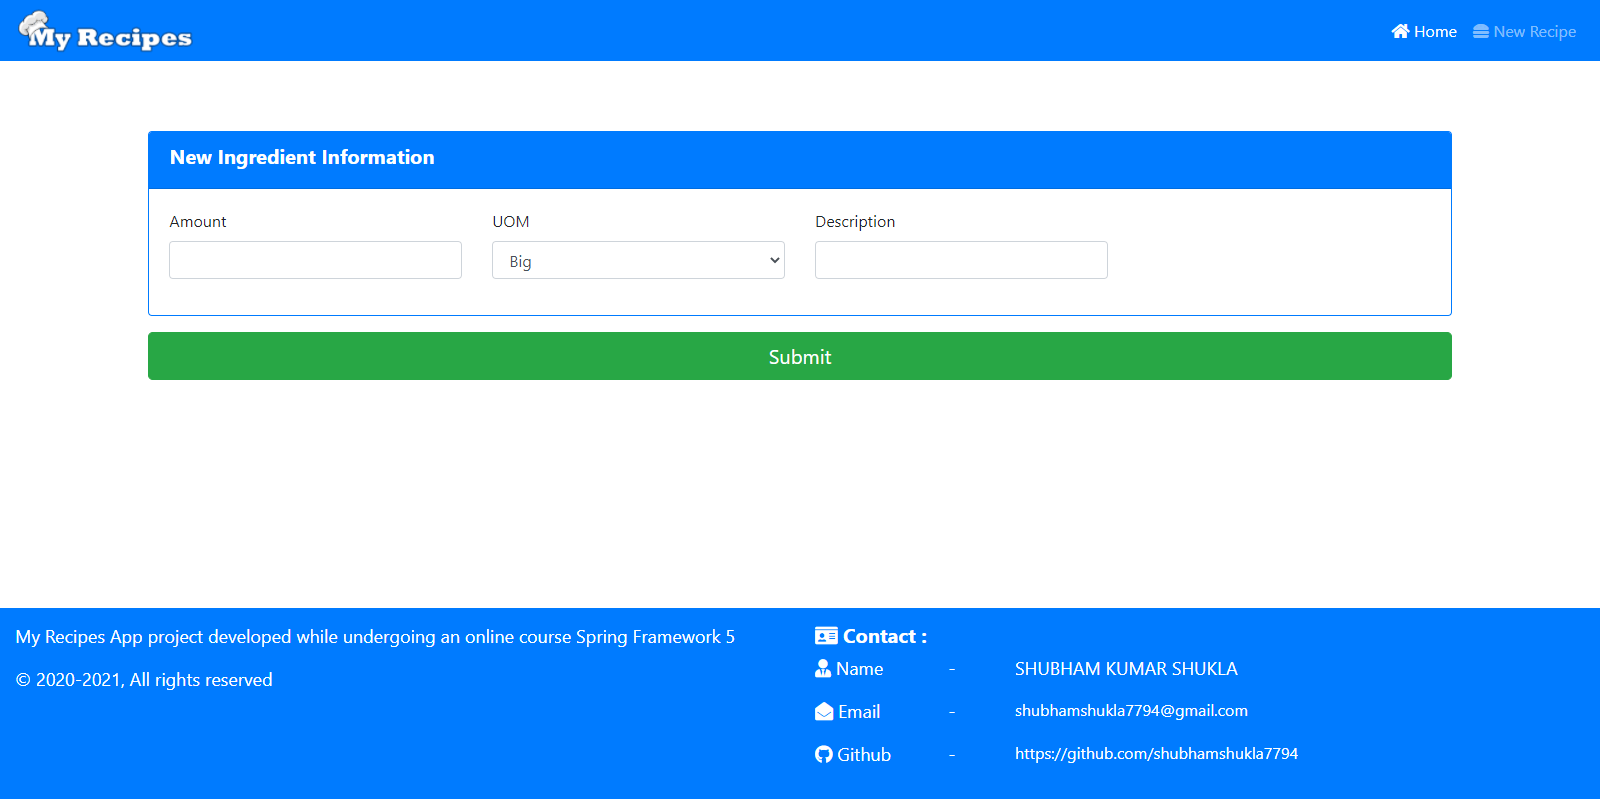 My Recipes
Home New Recipe
New Ingredient Information
Amount UOM Description
Big
Submit
My Recipes App project developed while undergoing an online course Spring Framework 5
© 2020-2021, All rights reserved
Contact :
Name - SHUBHAM KUMAR SHUKLA
Email - shubhamshukla7794@gmail.com
Github - https://github.com/shubhamshukla7794